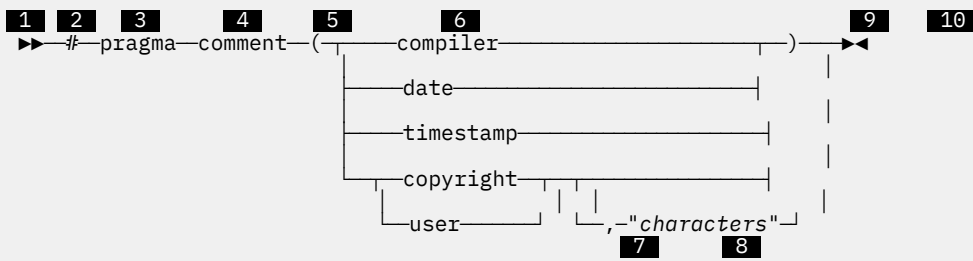 1 2 3 4 5 6 9 10
►►─#─pragma─comment─(─┬─compiler─┬─)─►◄
date
timestamp
copyright
user ,─"characters"
7 8